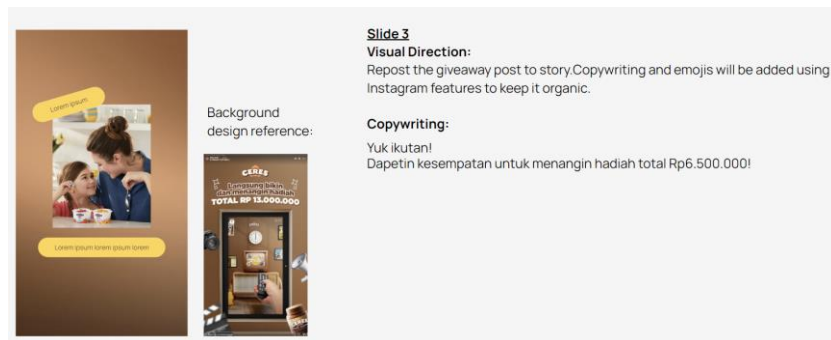 Lorem ipsum
Lorem ipsum lorem ipsum lorem
Background
design reference:
CERES
Langsung bikin
dan menangin hadiah
TOTAL RP 13.000.000
Slide 3
Visual Direction:
Repost the giveaway post to story.Copywriting and emojis will be added using
Instagram features to keep it organic.
Copywriting:
Yuk ikutan!
Dapetin kesempatan untuk menangin hadiah total Rp6.500.000!